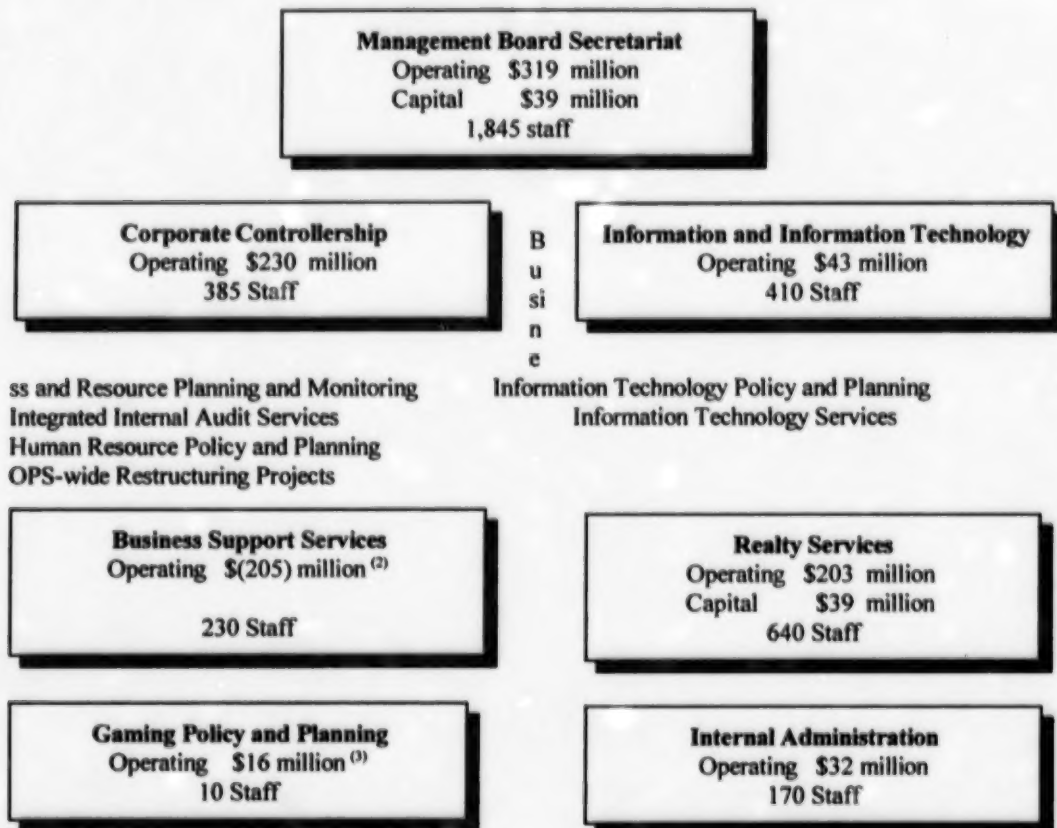 Management Board Secretariat
Operating $319 million
Capital $39 million
1,845 staff
Corporate Controllership
Operating $230 million
385 Staff
B
u
si
n
e
Information and Information Technology
Operating $43 million
410 Staff
ss and Resource Planning and Monitoring
Integrated Internal Audit Services
Human Resource Policy and Planning
OPS-wide Restructuring Projects
Information Technology Policy and Planning
Information Technology Services
Business Support Services
Operating $(205) million (2)
230 Staff
Realty Services
Operating $203 million
Capital $39 million
640 Staff
Gaming Policy and Planning
Operating $16 million (3)
10 Staff
Internal Administration
Operating $32 million
170 Staff